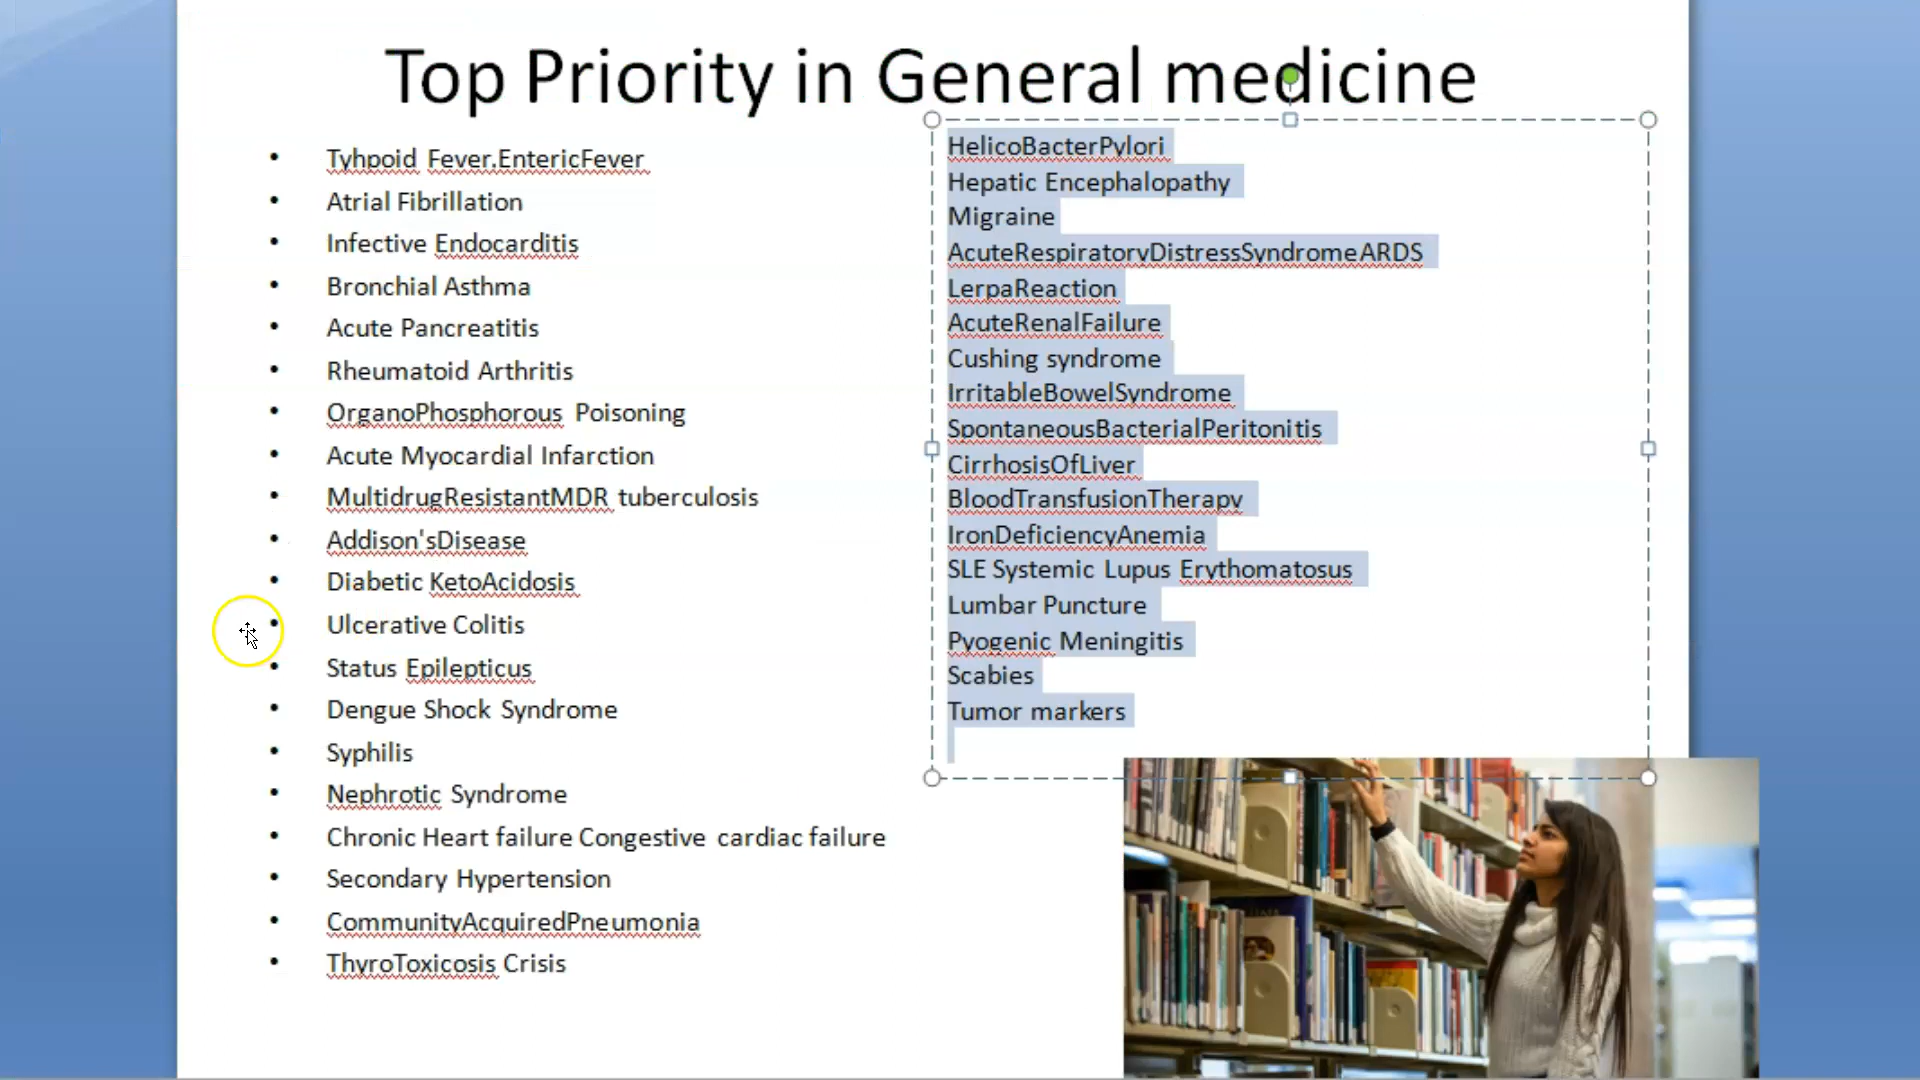 Top Priority in General medicine
Tyhpoid Fever.EntericFever
Atrial Fibrillation
Infective Endocarditis
Bronchial Asthma
Acute Pancreatitis
Rheumatoid Arthritis
OrganoPhosphorous Poisoning
Acute Myocardial Infarction
MultidrugResistantMDR tuberculosis
Addison'sDisease
Diabetic KetoAcidosis
Ulcerative Colitis
Status Epilepticus
Dengue Shock Syndrome
Syphilis
Nephrotic Syndrome
Chronic Heart failure Congestive cardiac failure
Secondary Hypertension
CommunityAcquiredPneumonia
ThyroToxicosis Crisis
HelicoBacterPylori
Hepatic Encephalopathy
Migraine
AcuteRespiratoryDistressSyndromeARDS
LerpaReaction
AcuteRenalFailure
Cushing syndrome
IrritableBowelSyndrome
SpontaneousBacterialPeritonitis
CirrhosisOfLiver
BloodTransfusionTherapy
IronDeficiencyAnemia
SLE Systemic Lupus Erythomatosus
Lumbar Puncture
Pyogenic Meningitis
Scabies
Tumor markers